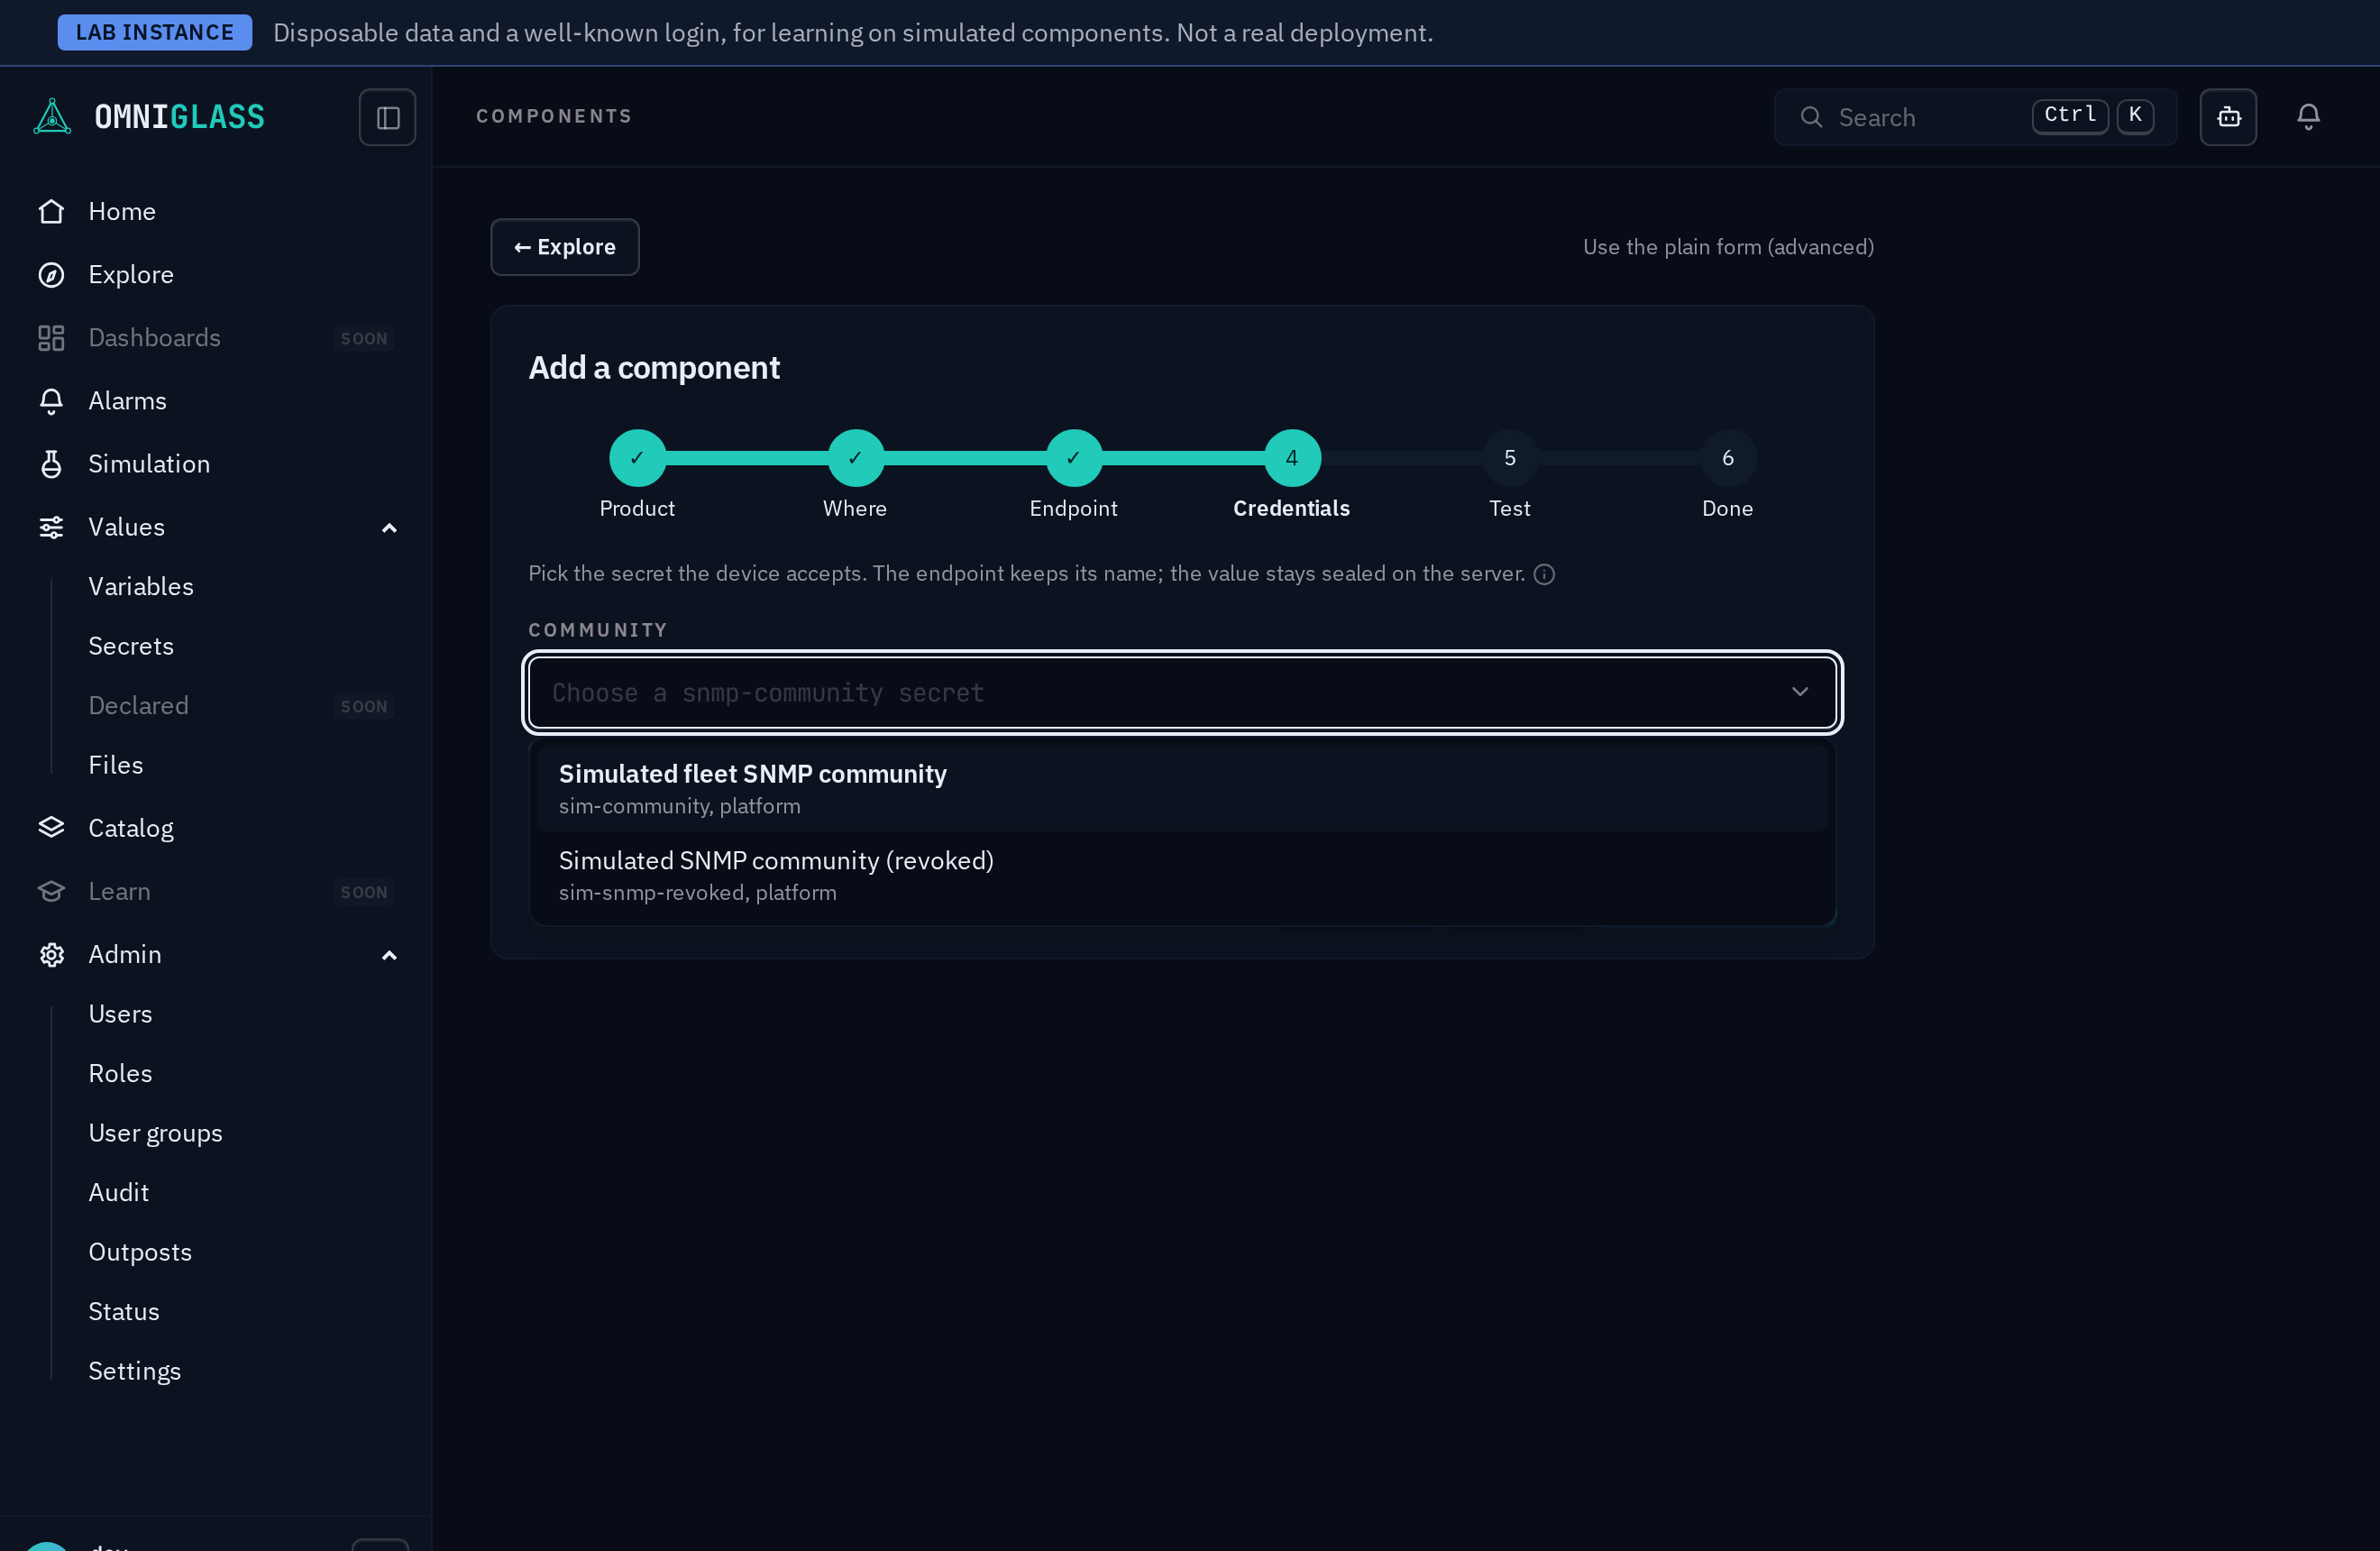 LAB INSTANCE Disposable data and a well-known login, for learning on simulated components. Not a real deployment.
OMNIGLASS
COMPONENTS
Search Ctrl K
Home
Explore
Dashboards SOON
Alarms
Simulation
Values
Variables
Secrets
Declared SOON
Files
Catalog
Learn SOON
Admin
Users
Roles
User groups
Audit
Outposts
Status
Settings
← Explore
Use the plain form (advanced)
Add a component
✓ ✓ ✓ 4 5 6
Product Where Endpoint Credentials Test Done
Pick the secret the device accepts. The endpoint keeps its name; the value stays sealed on the server.
COMMUNITY
Choose a snmp-community secret
Simulated fleet SNMP community
sim-community, platform
Simulated SNMP community (revoked)
sim-snmp-revoked, platform